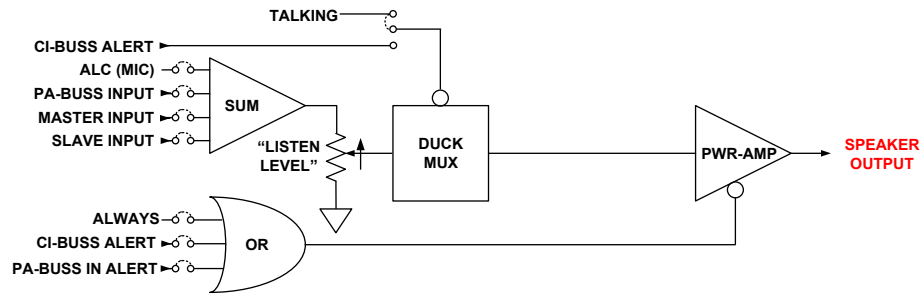 TALKING
CI-BUSS ALERT
ALC (MIC)
PA-BUSS INPUT
MASTER INPUT
SLAVE INPUT
SUM
“LISTEN
LEVEL”
DUCK
MUX
PWR-AMP
SPEAKER
OUTPUT
ALWAYS
CI-BUSS ALERT
PA-BUSS IN ALERT
OR